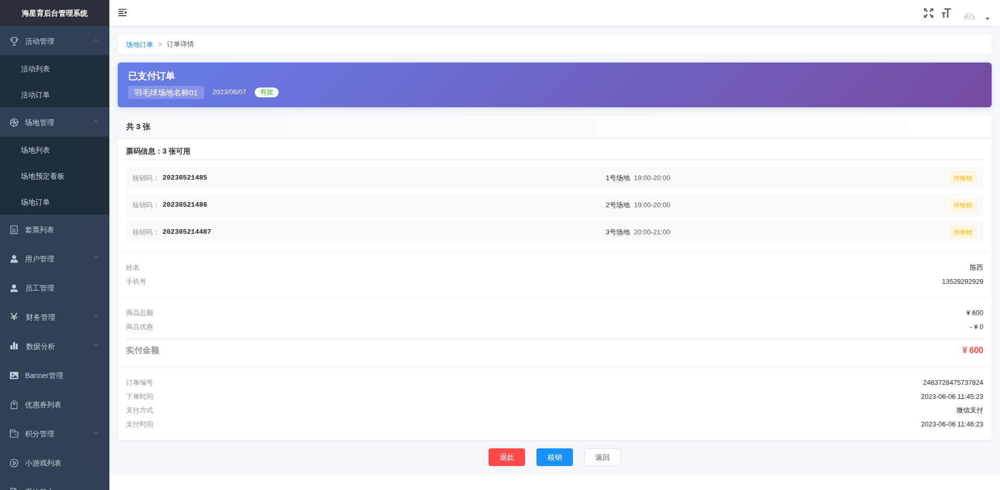 海星育后台管理系统
活动管理
活动列表
活动订单
场地管理
场地列表
场地预定看板
场地订单
套票列表
用户管理
员工管理
财务管理
数据分析
Banner管理
优惠券列表
积分管理
小游戏列表
场地订单 > 订单详情
已支付订单
羽毛球场地名称01 2023/06/07 有效
共 3 张
票码信息：3 张可用
核销码： 20230521485 1号场地 19:00-20:00 待核销
核销码： 20230521486 2号场地 19:00-20:00 待核销
核销码： 202305214487 3号场地 20:00-21:00 待核销
姓名 陈西
手机号 13529292929
商品总额 ¥ 600
商品优惠 - ¥ 0
实付金额 ¥ 600
订单编号 2483728475737824
下单时间 2023-06-06 11:45:23
支付方式 微信支付
支付时间 2023-06-06 11:46:23
退款 核销 返回